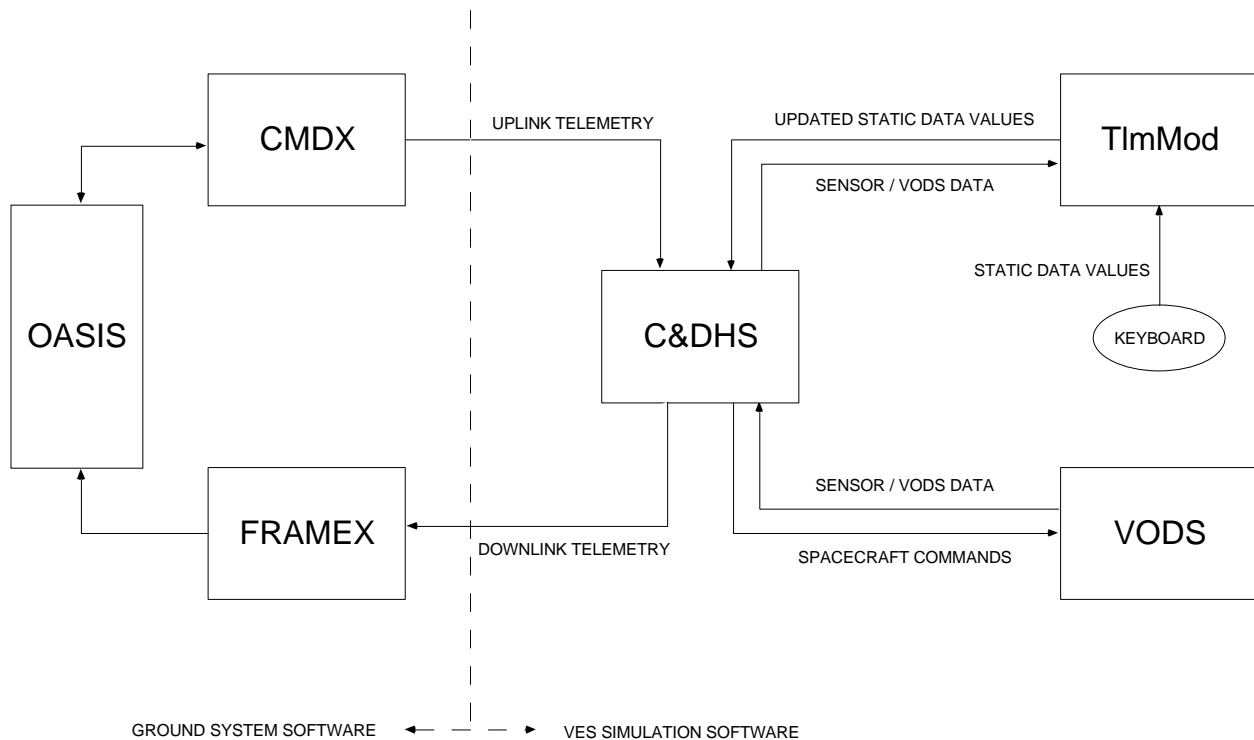 CMDX
UPLINK TELEMETRY
UPDATED STATIC DATA VALUES
TlmMod
SENSOR / VODS DATA
STATIC DATA VALUES
OASIS
C&DHS
KEYBOARD
SENSOR / VODS DATA
FRAMEX
DOWNLINK TELEMETRY
SPACECRAFT COMMANDS
VODS
GROUND SYSTEM SOFTWARE
VES SIMULATION SOFTWARE